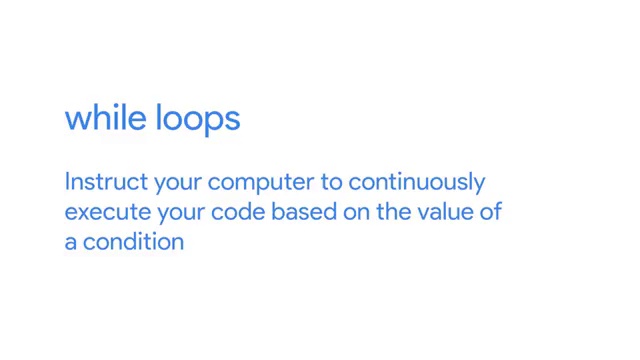 while loops
Instruct your computer to continuously
execute your code based on the value of
a condition